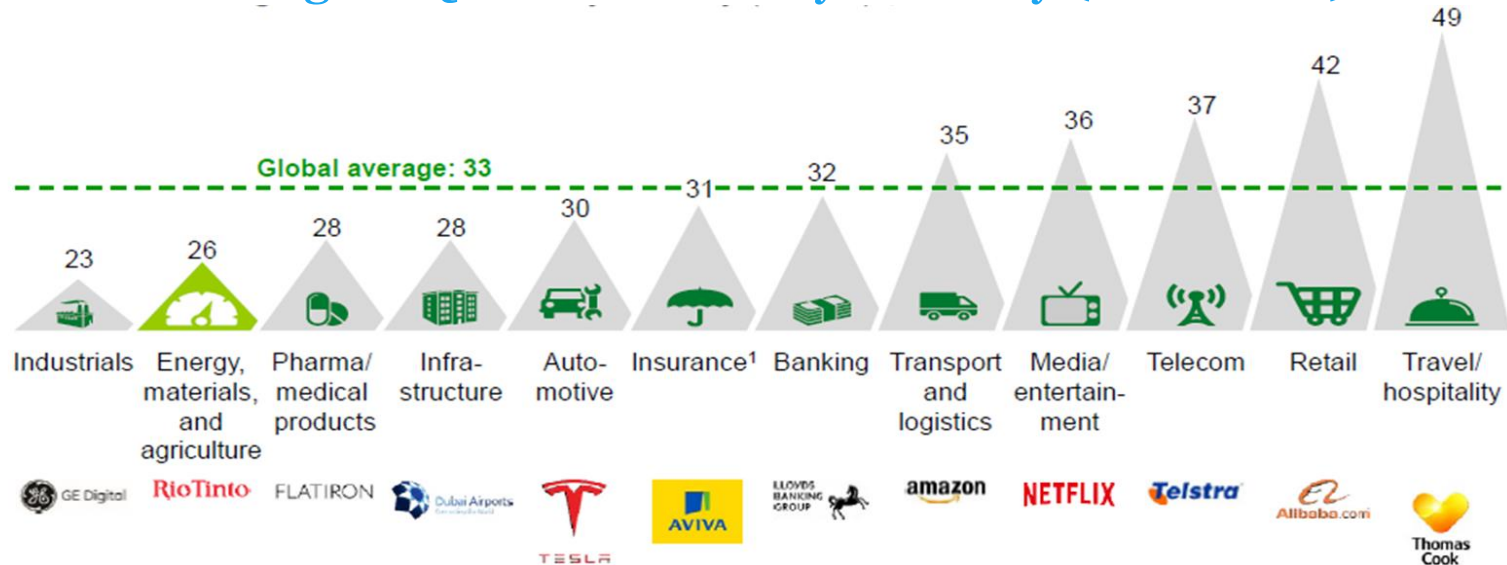 49
42
37
36
35
Global average: 33
32
31
30
28
28
26
23
Industrials
Energy,
materials,
and
agriculture
Pharma/
medical
products
Infra-
structure
Auto-
motive
Insurance¹
Banking
Transport
and
logistics
Media/
entertain-
ment
Telecom
Retail
Travel/
hospitality
GE Digital
RioTinto
FLATIRON
Dubai Airports
TESLA
AVIVA
LLOYDS
BANKING
GROUP
amazon
NETFLIX
Telstra
Alibaba.com
Thomas
Cook